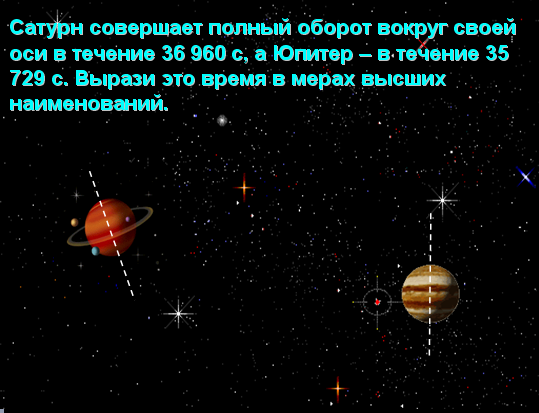 Сатурн совершает полный оборот вокруг своей
оси в течение 36 960 с, а Юпитер – в течение 35
729 с. Вырази это время в мерах высших
наименований.